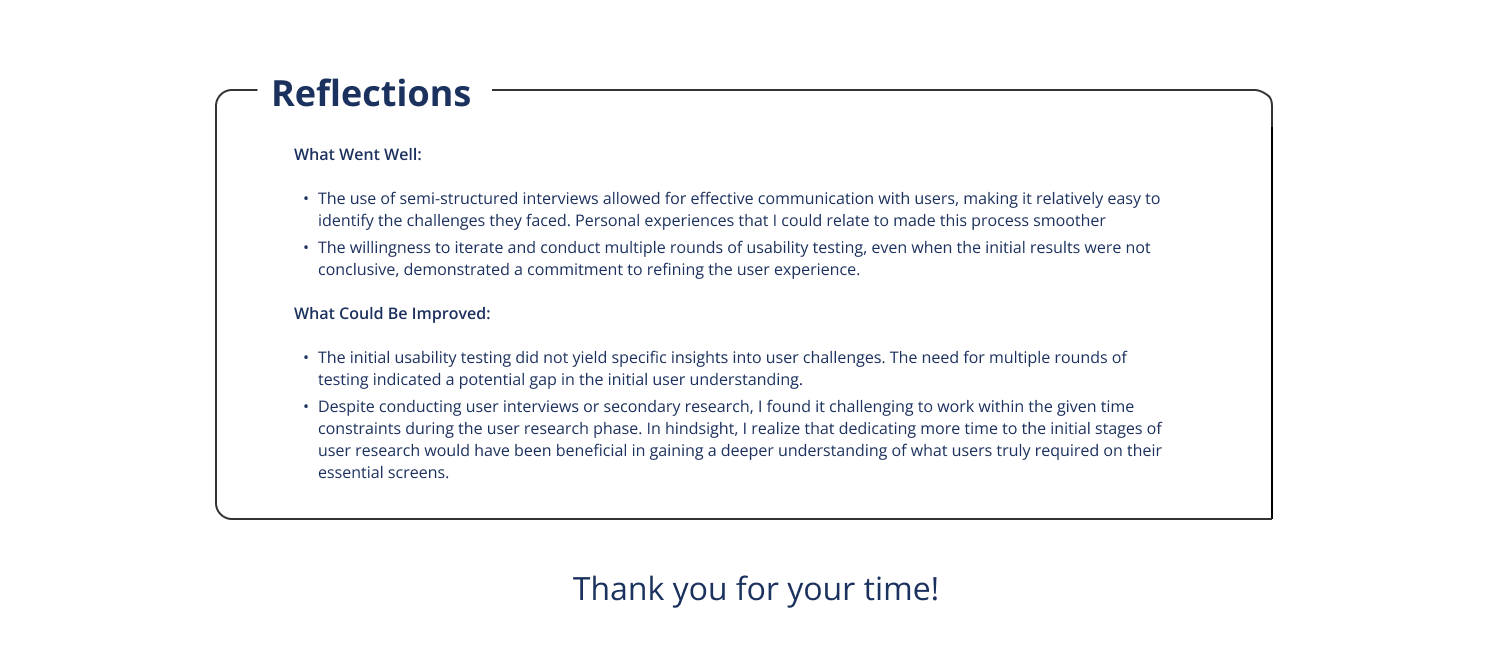 Reflections
What Went Well:
• The use of semi-structured interviews allowed for effective communication with users, making it relatively easy to
identify the challenges they faced. Personal experiences that I could relate to made this process smoother
• The willingness to iterate and conduct multiple rounds of usability testing, even when the initial results were not
conclusive, demonstrated a commitment to refining the user experience.
What Could Be Improved:
• The initial usability testing did not yield specific insights into user challenges. The need for multiple rounds of
testing indicated a potential gap in the initial user understanding.
• Despite conducting user interviews or secondary research, I found it challenging to work within the given time
constraints during the user research phase. In hindsight, I realize that dedicating more time to the initial stages of
user research would have been beneficial in gaining a deeper understanding of what users truly required on their
essential screens.
Thank you for your time!